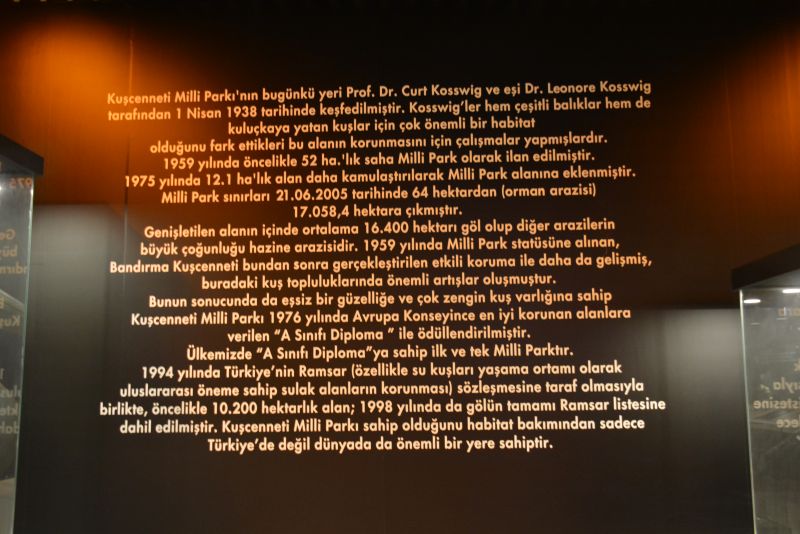 Kuşcenneti Milli Parkı'nın bugünkü yeri Prof. Dr. Curt Kosswig ve eşi Dr. Leonore Kosswig
tarafından 1 Nisan 1938 tarihinde keşfedilmiştir. Kosswig'ler hem çeşitli balıklar hem de
kuluçkaya yatan kuşlar için çok önemli bir habitat
olduğunu fark ettikleri bu alanın korunmasını için çalışmalar yapmışlardır.
1959 yılında öncelikle 52 ha.'lık saha Milli Park olarak ilan edilmiştir.
1975 yılında 12.1 ha'lık alan daha kamulaştırılarak Milli Park alanına eklenmiştir.
Milli Park sınırları 21.06.2005 tarihinde 64 hektardan (orman arazisi)
17.058,4 hektara çıkmıştır.
Genişletilen alanın içinde ortalama 16.400 hektarı göl olup diğer arazilerin
büyük çoğunluğu hazine arazisidir. 1959 yılında Milli Park statüsüne alınan,
Bandırma Kuşcenneti bundan sonra gerçekleştirilen etkili koruma ile daha da gelişmiş,
buradaki kuş topluluklarında önemli artışlar oluşmuştur.
Bunun sonucunda da eşsiz bir güzelliğe ve çok zengin kuş varlığına sahip
Kuşcenneti Milli Parkı 1976 yılında Avrupa Konseyince en iyi korunan alanlara
verilen "A Sınıfı Diploma " ile ödüllendirilmiştir.
Ülkemizde "A Sınıfı Diploma"ya sahip ilk ve tek Milli Parktır.
1994 yılında Türkiye'nin Ramsar (özellikle su kuşları yaşama ortamı olarak
uluslararası öneme sahip sulak alanların korunması) sözleşmesine taraf olmasıyla
birlikte, öncelikle 10.200 hektarlık alan; 1998 yılında da gölün tamamı Ramsar listesine
dahil edilmiştir. Kuşcenneti Milli Parkı sahip olduğunu habitat bakımından sadece
Türkiye'de değil dünyada da önemli bir yere sahiptir.